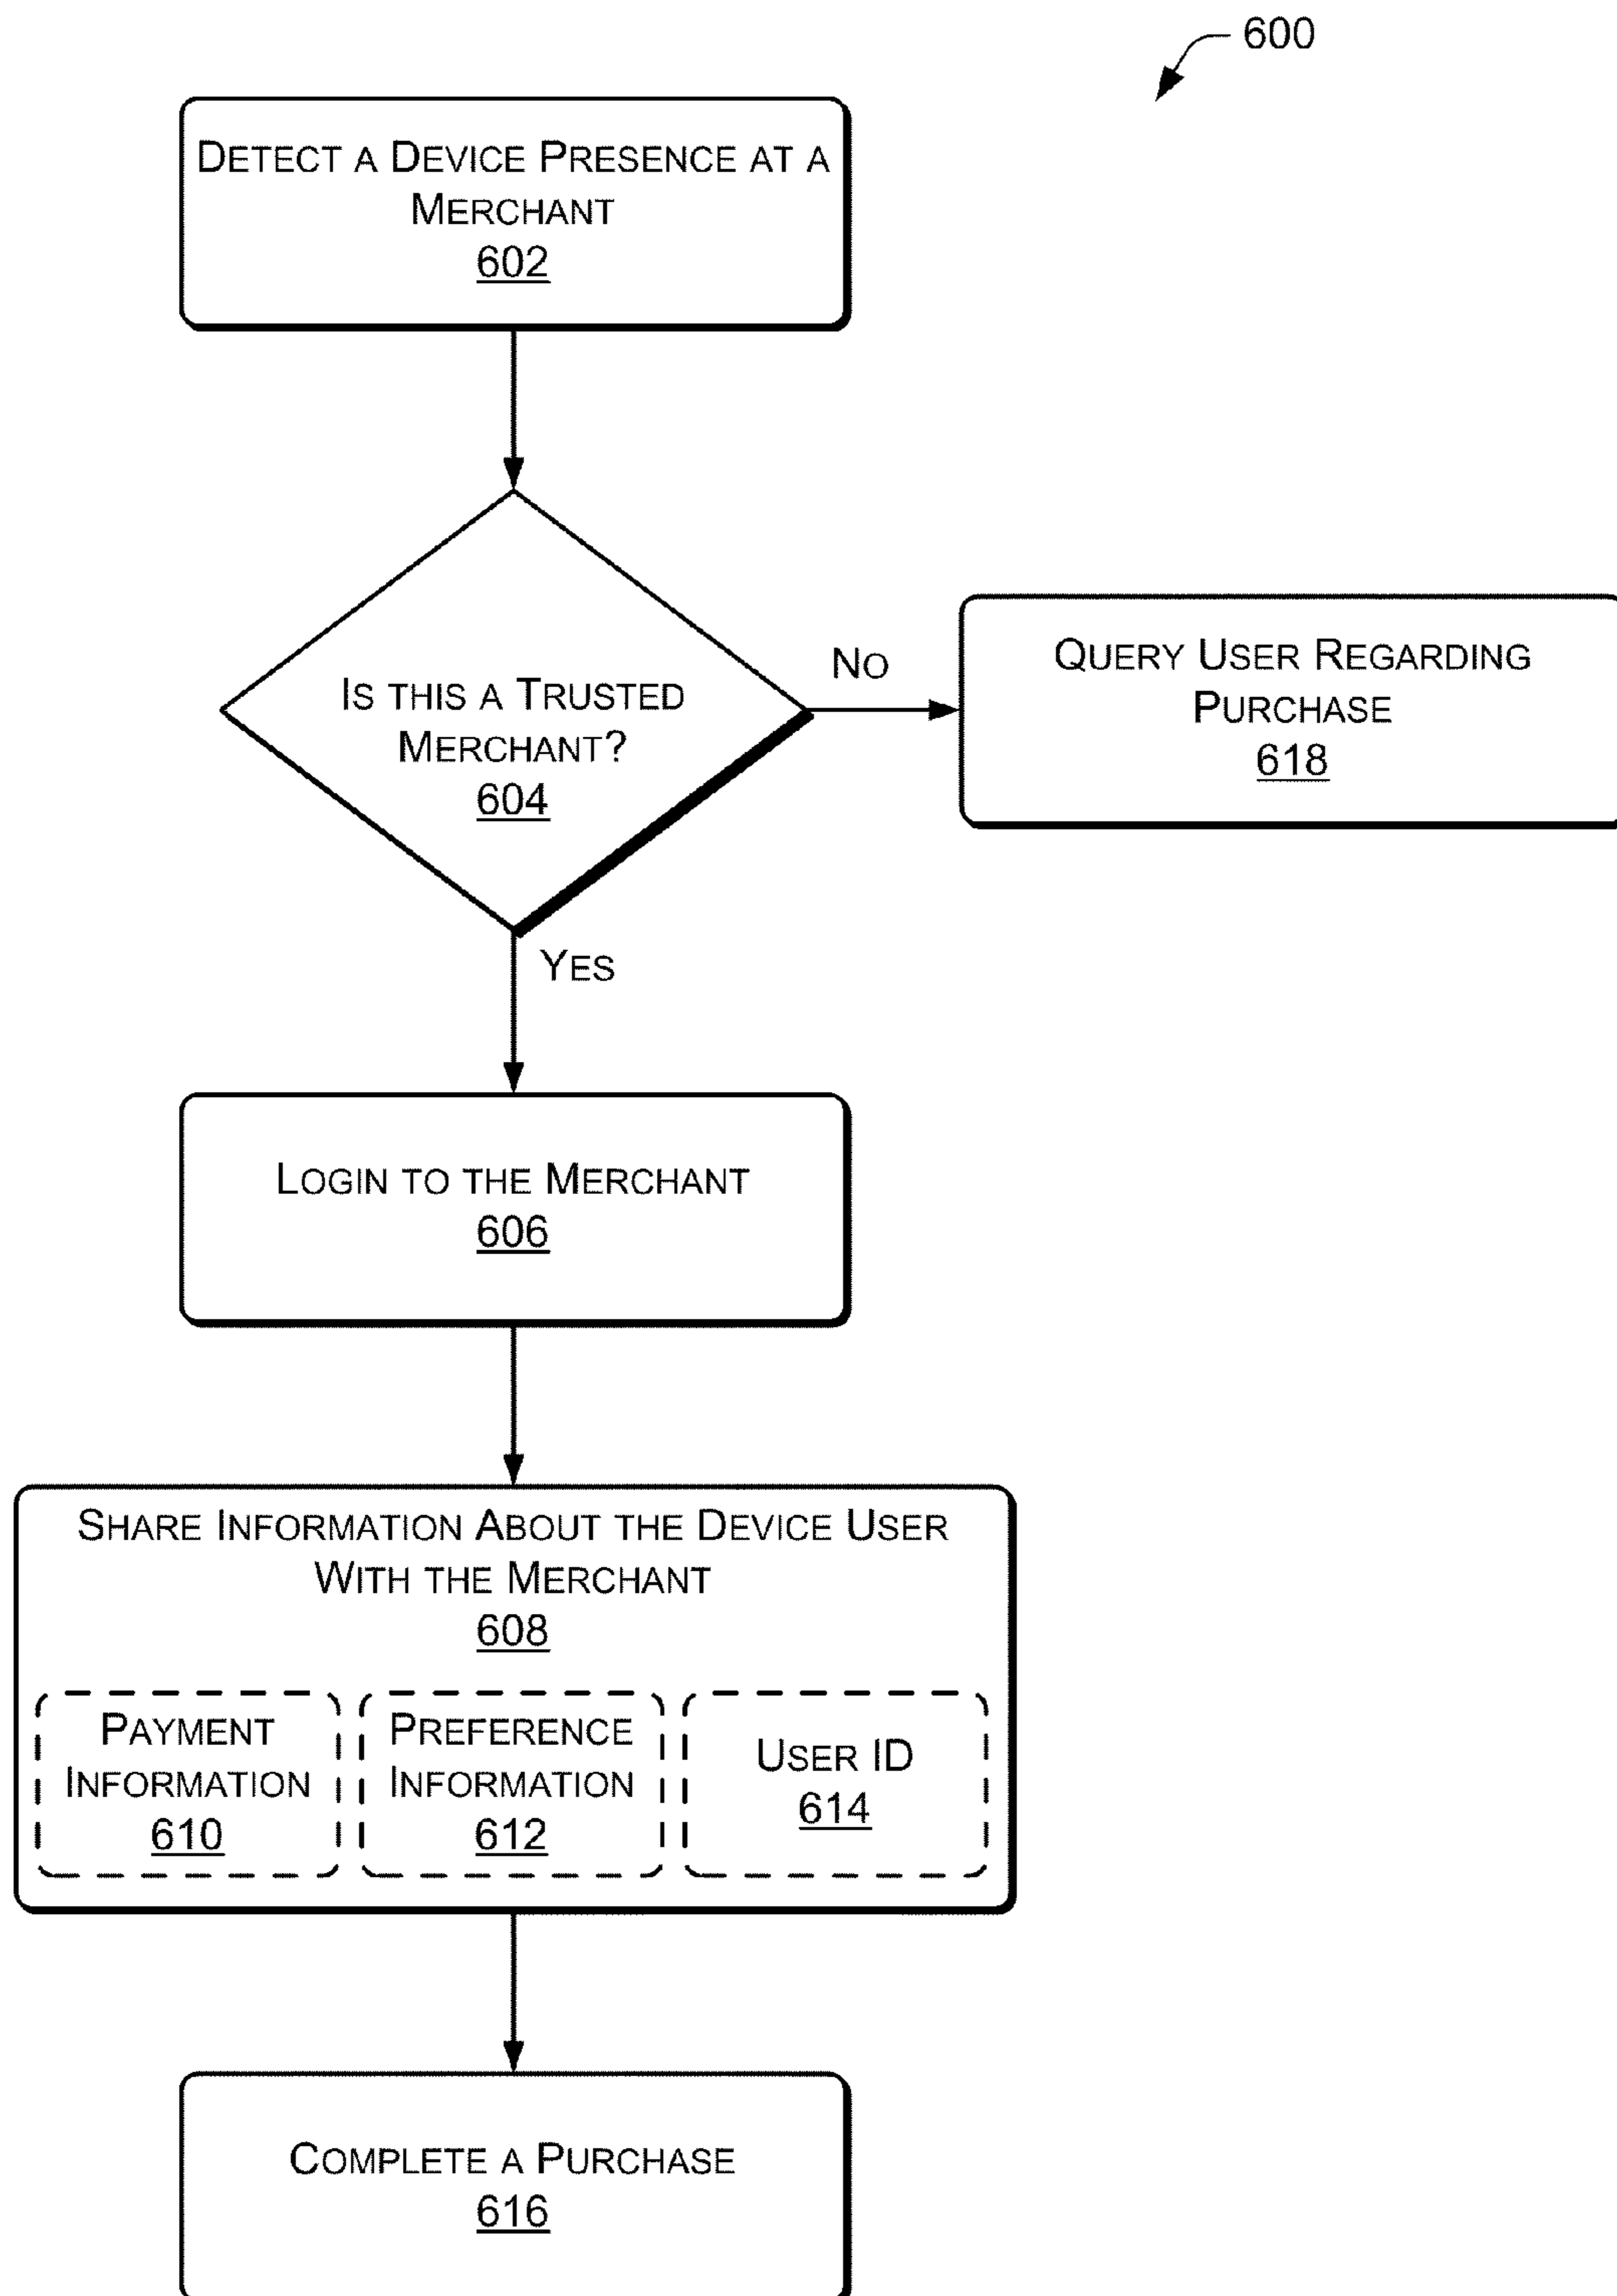 600
DETECT A DEVICE PRESENCE AT A
MERCHANT
602
IS THIS A TRUSTED
MERCHANT?
604
NO
QUERY USER REGARDING
PURCHASE
618
YES
LOGIN TO THE MERCHANT
606
SHARE INFORMATION ABOUT THE DEVICE USER
WITH THE MERCHANT
608
PAYMENT
INFORMATION
610
PREFERENCE
INFORMATION
612
USER ID
614
COMPLETE A PURCHASE
616